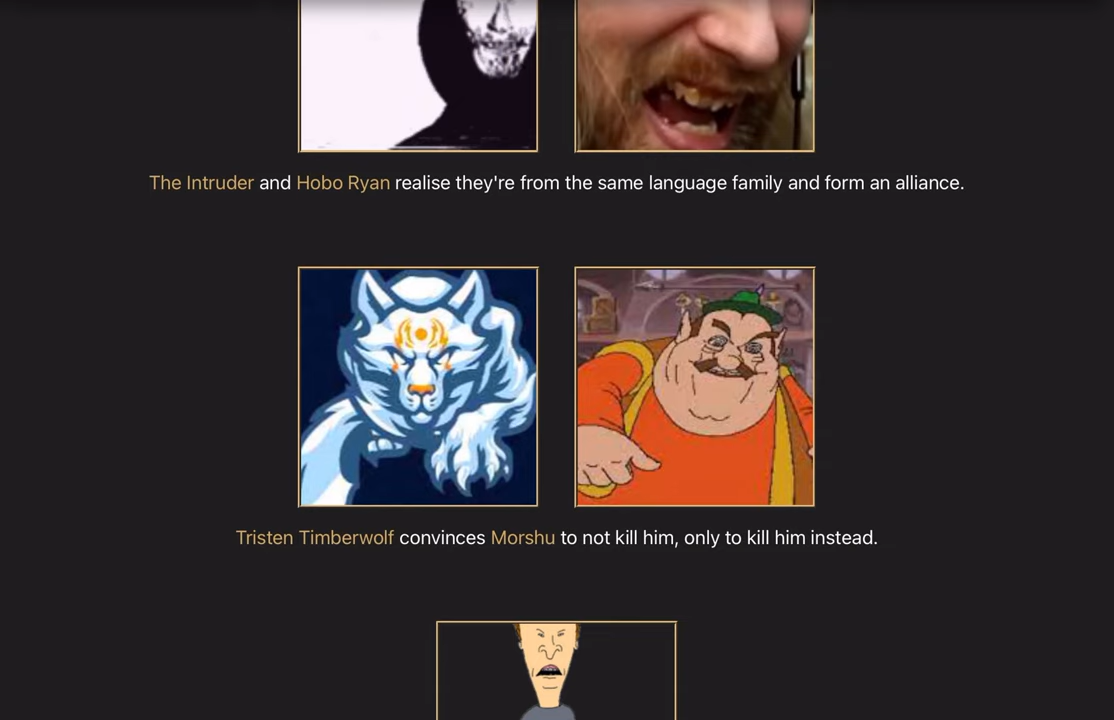 The Intruder and Hobo Ryan realise they're from the same language family and form an alliance.
Tristen Timberwolf convinces Morshu to not kill him, only to kill him instead.